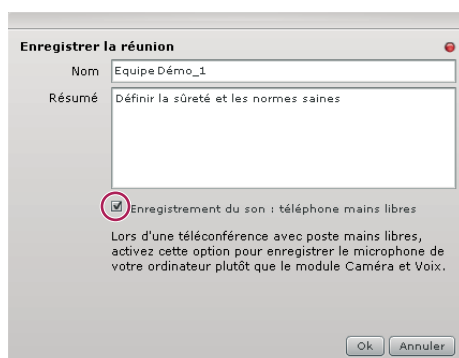 Enregistrer la réunion
Nom Equipe Démo_1
Résumé Définir la sûreté et les normes saines
Enregistrement du son : téléphone mains libres
Lors d'une téléconférence avec poste mains libres,
activez cette option pour enregistrer le microphone de
votre ordinateur plutôt que le module Caméra et Voix.
Ok Annuler